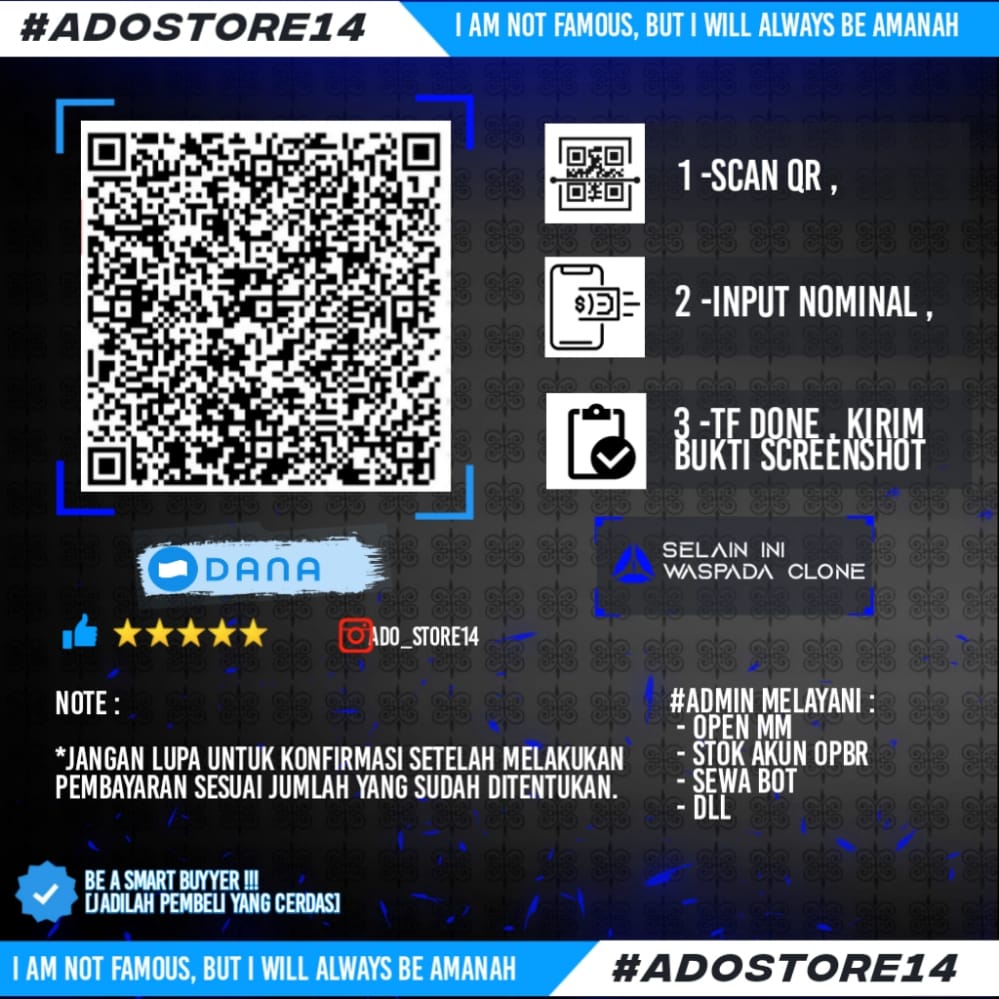 #ADOSTORE14
I AM NOT FAMOUS, BUT I WILL ALWAYS BE AMANAH
1 -SCAN QR ,
2 -INPUT NOMINAL ,
3 -TF DONE , KIRIM
BUKTI SCREENSHOT
DANA
SELAIN INI
WASPADA CLONE
ADO_STORE14
NOTE :
*JANGAN LUPA UNTUK KONFIRMASI SETELAH MELAKUKAN
PEMBAYARAN SESUAI JUMLAH YANG SUDAH DITENTUKAN.
#ADMIN MELAYANI :
- OPEN MM
- STOK AKUN OPBR
- SEWA BOT
- DLL
BE A SMART BUYYER !!!
[JADILAH PEMBELI YANG CERDAS]
I AM NOT FAMOUS, BUT I WILL ALWAYS BE AMANAH
#ADOSTORE14